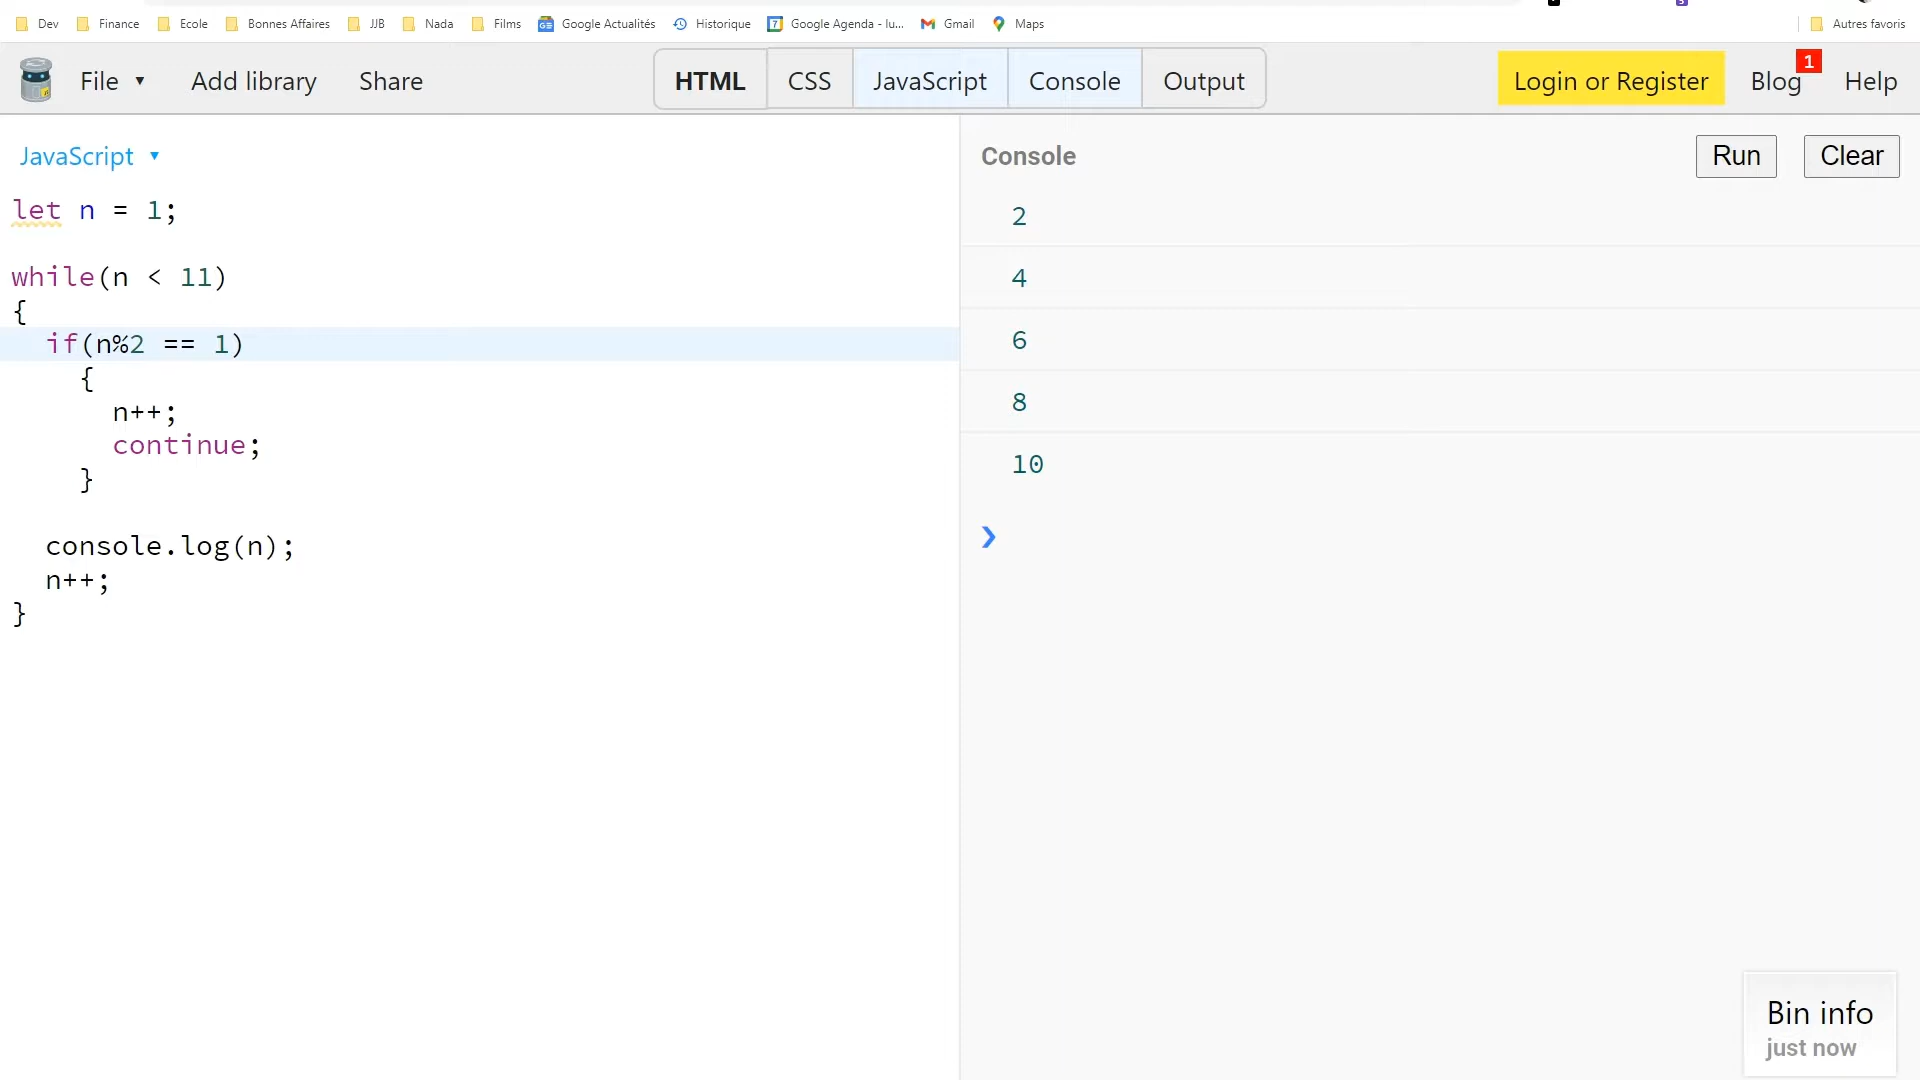 Dev Finance Ecole Bonnes Affaires JJB Nada Films Google Actualités Historique Google Agenda - lu... Gmail Maps Autres favoris
File ▼ Add library Share HTML CSS JavaScript Console Output Login or Register Blog 1 Help
JavaScript ▼
let n = 1;
while(n < 11)
{
if(n%2 == 1)
{
n++;
continue;
}
console.log(n);
n++;
}
Console Run Clear
2
4
6
8
10
❯
Bin info
just now